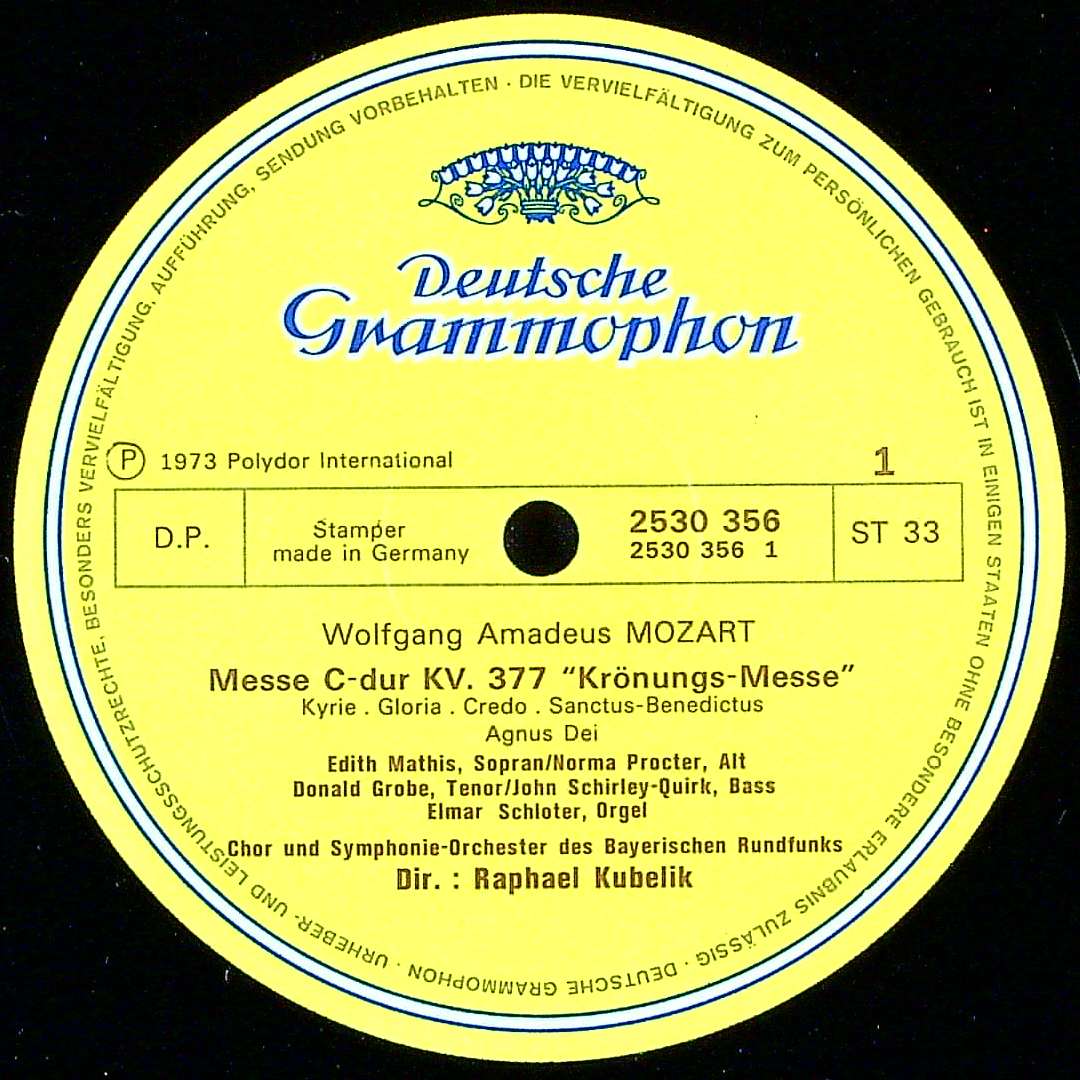 DEUTSCHE GRAMMOPHON · URHEBER- UND LEISTUNGSSCHUTZRECHTE, BESONDERS VERVIELFÄLTIGUNG, AUFFÜHRUNG, SENDUNG VORBEHALTEN · DIE VERVIELFÄLTIGUNG ZUM PERSÖNLICHEN GEBRAUCH IST IN EINIGEN STAATEN OHNE BESONDERE ERLAUBNIS ZULÄSSIG ·
Deutsche
Grammophon
Ⓟ 1973 Polydor International
1
D.P.
Stamper
made in Germany
2530 356
2530 356 1
ST 33
Wolfgang Amadeus MOZART
Messe C-dur KV. 377 “Krönungs-Messe”
Kyrie . Gloria . Credo . Sanctus-Benedictus
Agnus Dei
Edith Mathis, Sopran/Norma Procter, Alt
Donald Grobe, Tenor/John Schirley-Quirk, Bass
Elmar Schloter, Orgel
Chor und Symphonie-Orchester des Bayerischen Rundfunks
Dir. : Raphael Kubelik